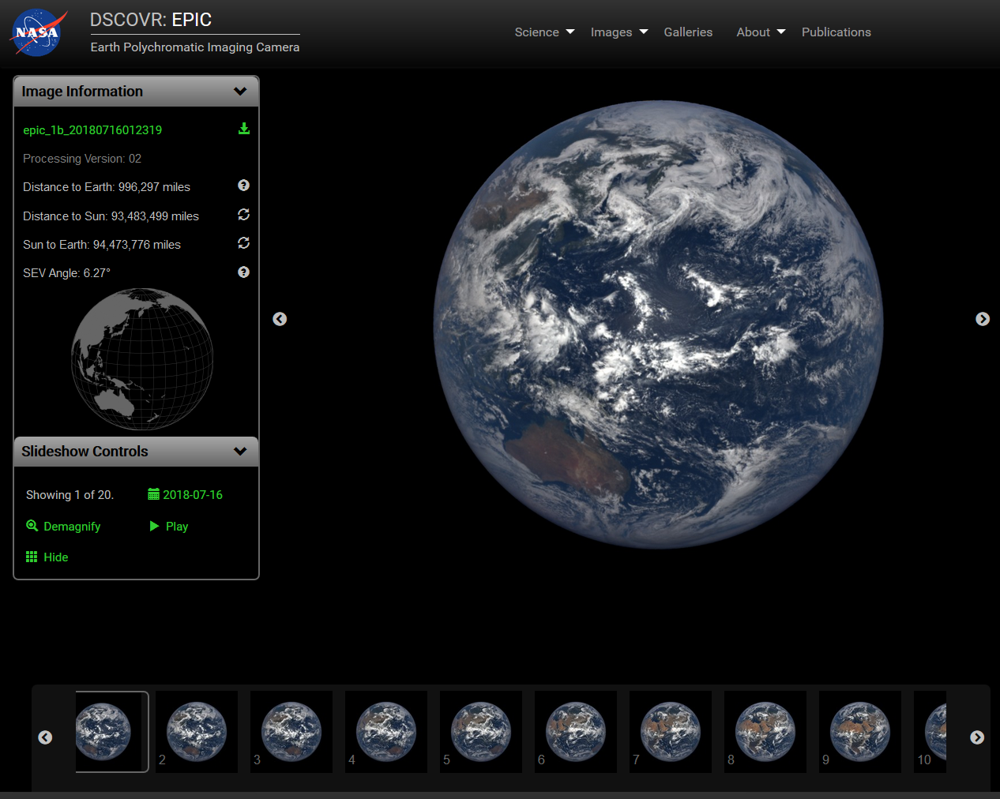 NASA
DSCOVR: EPIC
Earth Polychromatic Imaging Camera
Science
Images
Galleries
About
Publications
Image Information
epic_1b_20180716012319
Processing Version: 02
Distance to Earth: 996,297 miles
?
Distance to Sun: 93,483,499 miles
Sun to Earth: 94,473,776 miles
SEV Angle: 6.27°
?
Slideshow Controls
Showing 1 of 20.
2018-07-16
Demagnify
Play
Hide
2
3
4
5
6
7
8
9
10